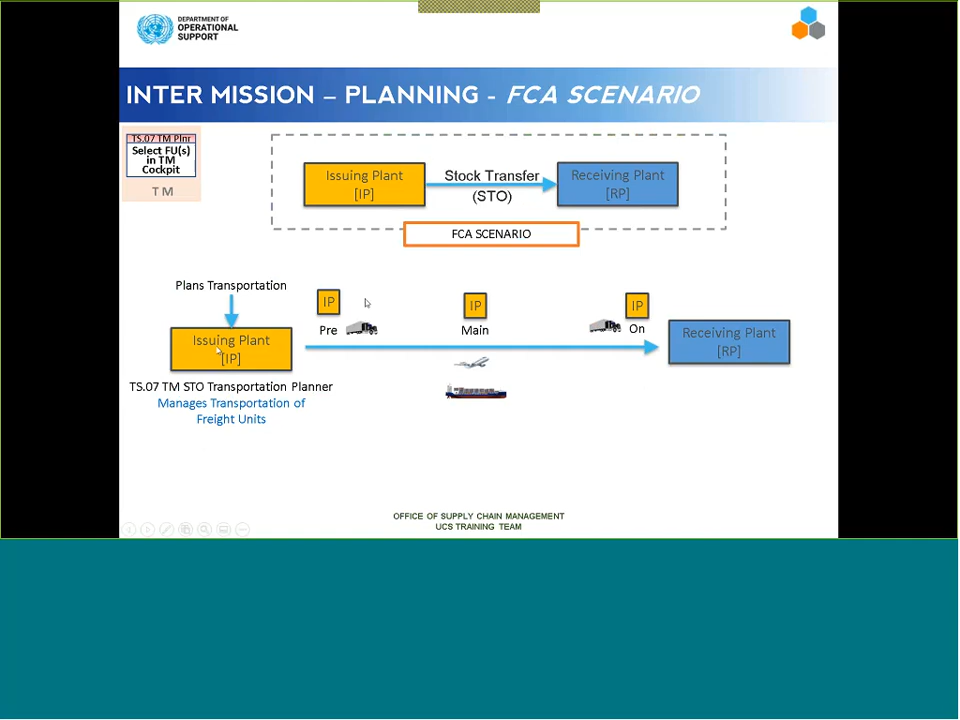 DEPARTMENT OF
OPERATIONAL
SUPPORT
INTER MISSION – PLANNING - FCA SCENARIO
TS.07 TM Plnr
Select FU(s)
in TM
Cockpit
T M
Issuing Plant
[IP]
Stock Transfer
(STO)
Receiving Plant
[RP]
FCA SCENARIO
Plans Transportation
IP
IP
IP
Pre
Main
On
Issuing Plant
[IP]
Receiving Plant
[RP]
TS.07 TM STO Transportation Planner
Manages Transportation of
Freight Units
OFFICE OF SUPPLY CHAIN MANAGEMENT
UCS TRAINING TEAM